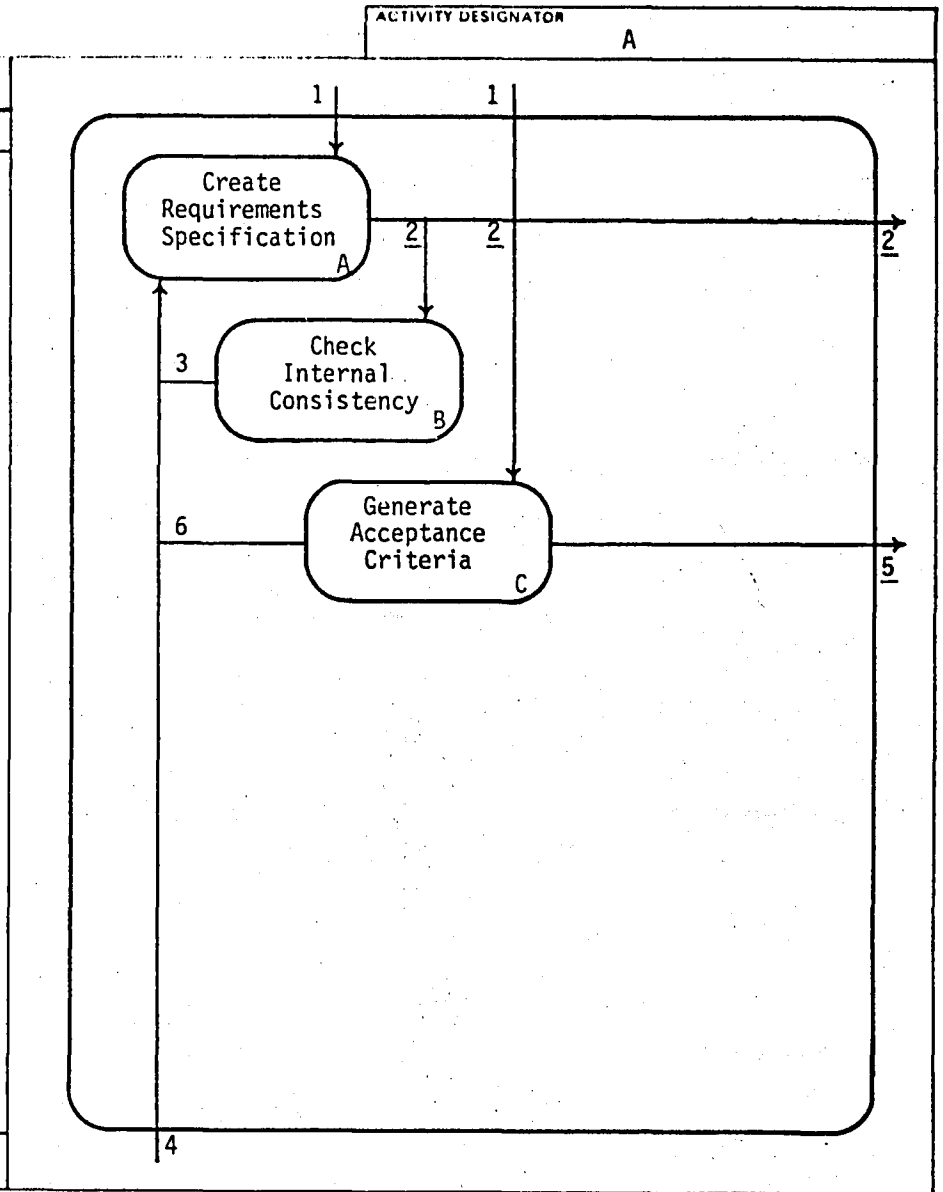 ACTIVITY DESIGNATOR
A
1
1
Create
Requirements
Specification
A
2
2
2
Check
Internal
Consistency
B
3
Generate
Acceptance
Criteria
C
6
5
4